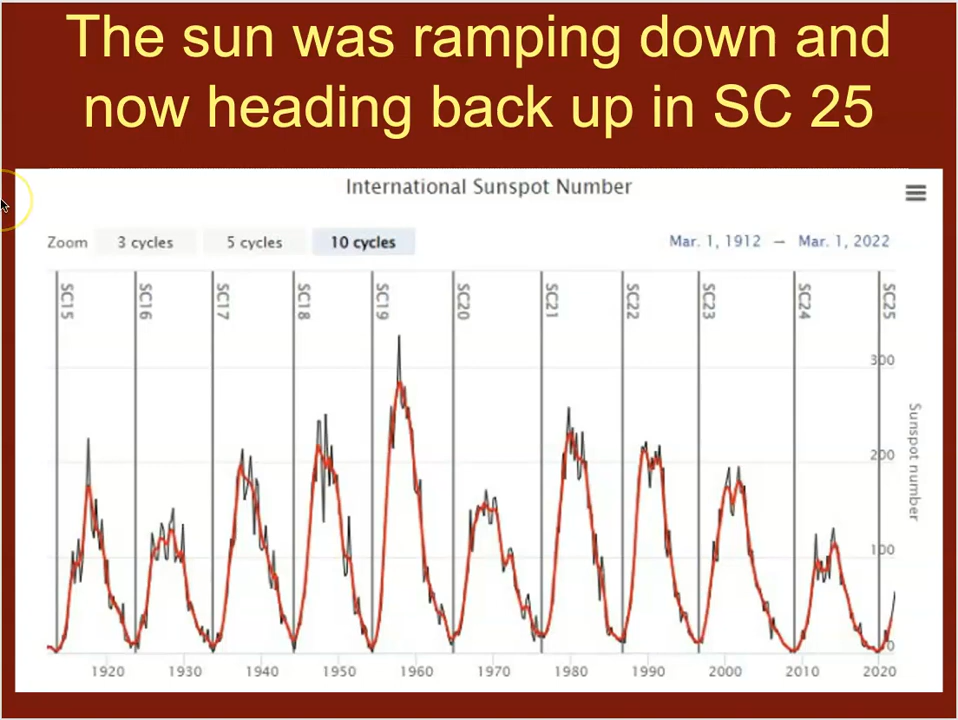 The sun was ramping down and
now heading back up in SC 25
International Sunspot Number
Zoom 3 cycles 5 cycles 10 cycles Mar. 1, 1912 – Mar. 1, 2022
SC15 SC16 SC17 SC18 SC19 SC20 SC21 SC22 SC23 SC24 SC25
300
200
100
0
Sunspot number
1920 1930 1940 1950 1960 1970 1980 1990 2000 2010 2020